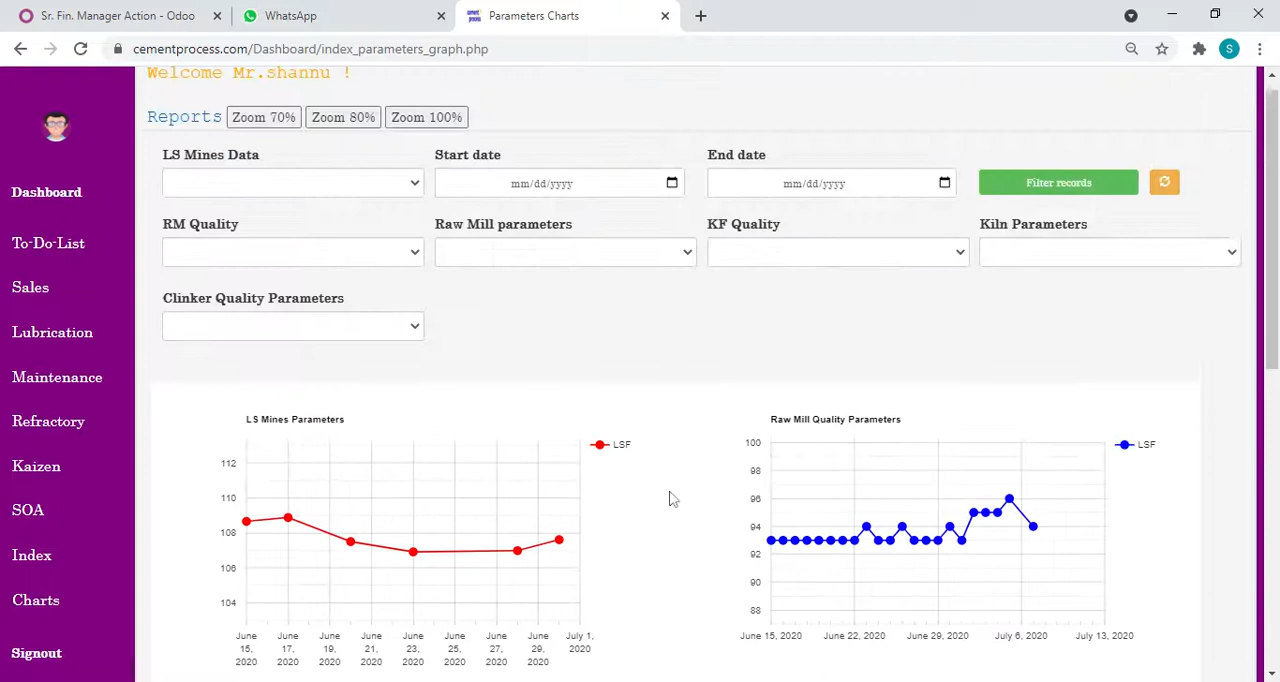 Sr. Fin. Manager Action - Odoo
WhatsApp
Parameters Charts
cementprocess.com/Dashboard/index_parameters_graph.php
S
Welcome Mr.shannu !
Reports Zoom 70% Zoom 80% Zoom 100%
LS Mines Data
Start date
End date
mm/dd/yyyy
mm/dd/yyyy
Filter records
RM Quality
Raw Mill parameters
KF Quality
Kiln Parameters
Clinker Quality Parameters
Dashboard
To-Do-List
Sales
Lubrication
Maintenance
Refractory
Kaizen
SOA
Index
Charts
Signout
LS Mines Parameters
LSF
112
110
108
106
104
June 15, 2020
June 17, 2020
June 19, 2020
June 21, 2020
June 23, 2020
June 25, 2020
June 27, 2020
June 29, 2020
July 1, 2020
Raw Mill Quality Parameters
LSF
100
98
96
94
92
90
88
June 15, 2020
June 22, 2020
June 29, 2020
July 6, 2020
July 13, 2020